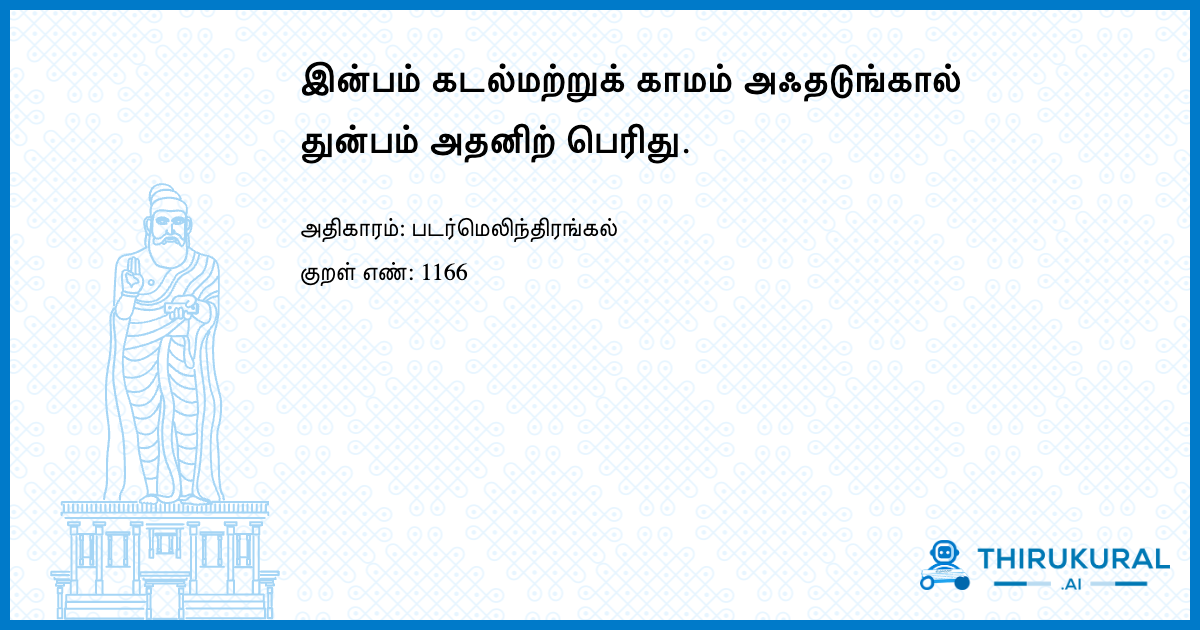 இன்பம் கடல்மற்றுக் காமம் அஃதடுங்கால்
துன்பம் அதனிற் பெரிது.
அதிகாரம்: படர்மெலிந்திரங்கல்
குறள் எண்: 1166
THIRUKURAL
.AI